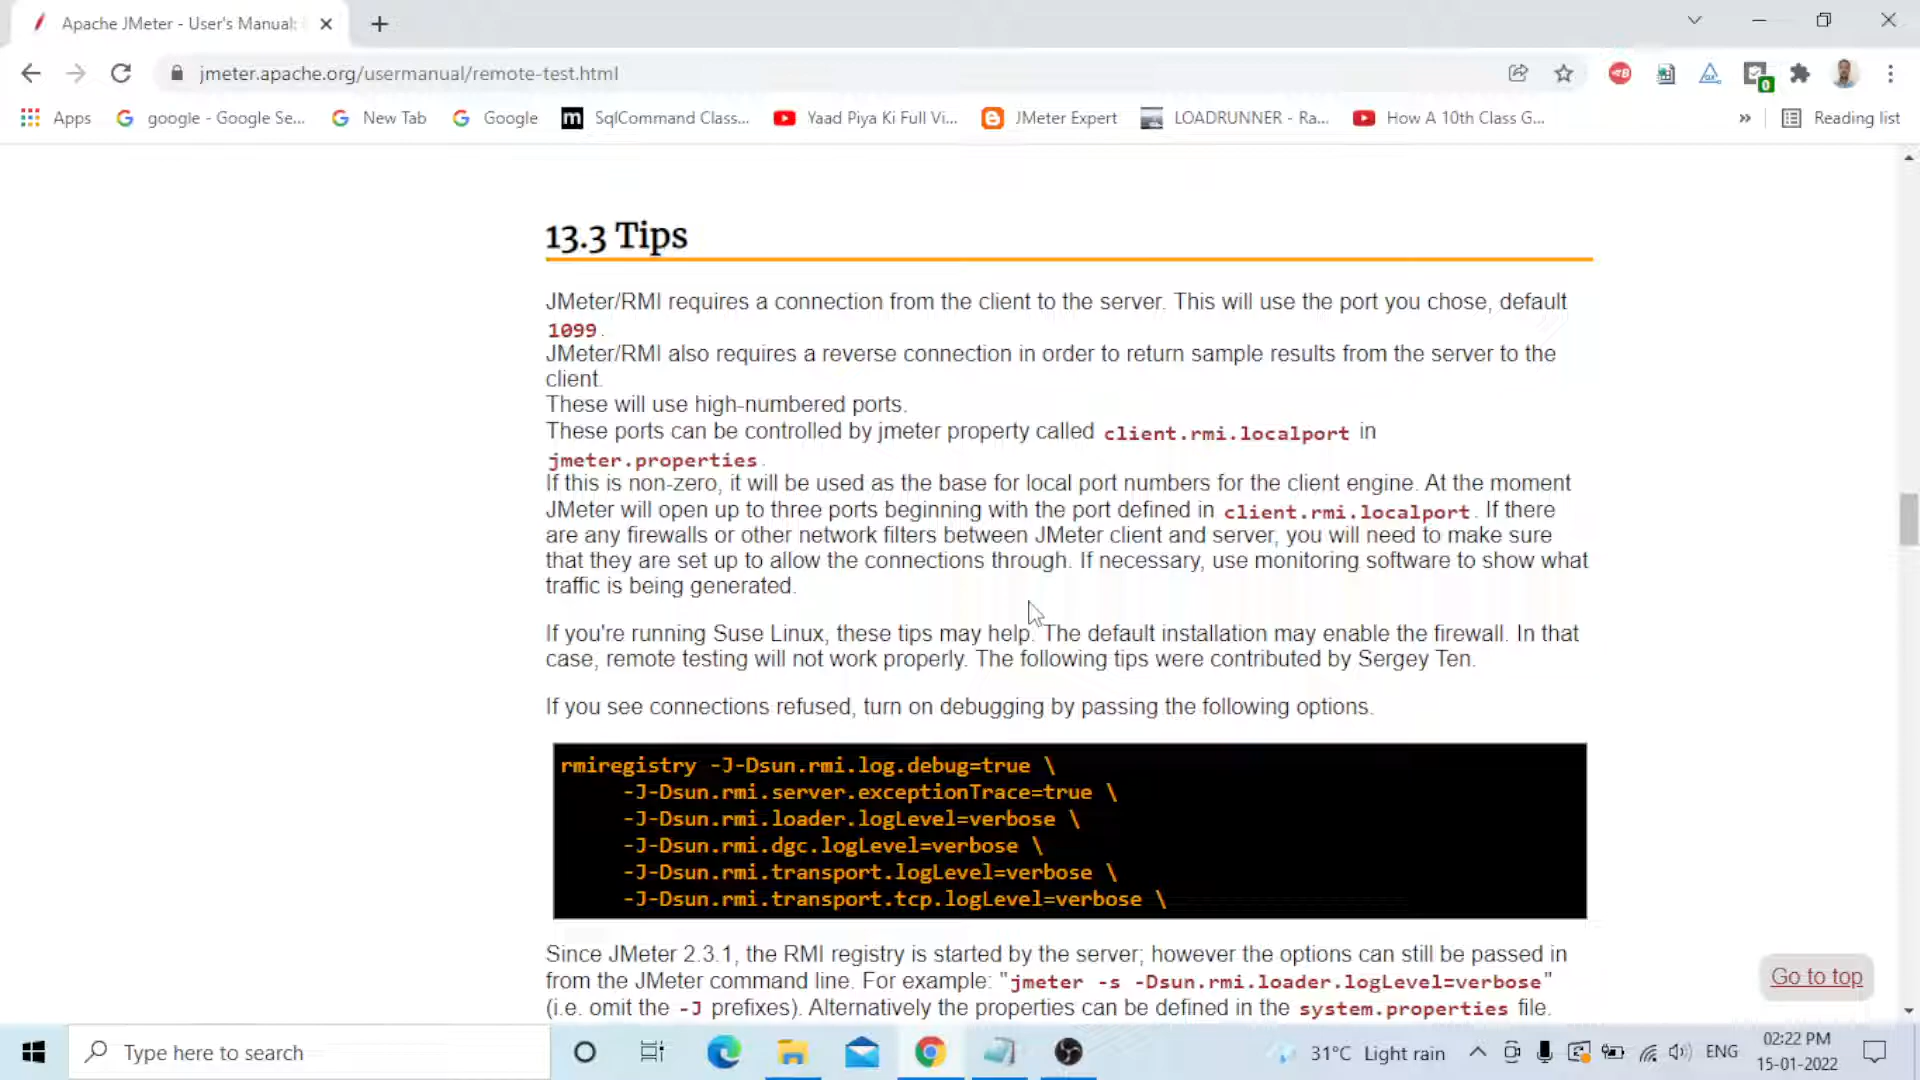 Apache JMeter - User's Manual:
jmeter.apache.org/usermanual/remote-test.html
0
Apps
google - Google Se...
New Tab
Google
m
SqlCommand Class...
Yaad Piya Ki Full Vi...
JMeter Expert
LOADRUNNER - Ra...
How A 10th Class G...
»
Reading list
13.3 Tips
JMeter/RMI requires a connection from the client to the server. This will use the port you chose, default
1099.
JMeter/RMI also requires a reverse connection in order to return sample results from the server to the
client.
These will use high-numbered ports.
These ports can be controlled by jmeter property called client.rmi.localport in
jmeter.properties.
If this is non-zero, it will be used as the base for local port numbers for the client engine. At the moment
JMeter will open up to three ports beginning with the port defined in client.rmi.localport. If there
are any firewalls or other network filters between JMeter client and server, you will need to make sure
that they are set up to allow the connections through. If necessary, use monitoring software to show what
traffic is being generated.
If you're running Suse Linux, these tips may help. The default installation may enable the firewall. In that
case, remote testing will not work properly. The following tips were contributed by Sergey Ten.
If you see connections refused, turn on debugging by passing the following options.
rmiregistry -J-Dsun.rmi.log.debug=true \
-J-Dsun.rmi.server.exceptionTrace=true \
-J-Dsun.rmi.loader.logLevel=verbose \
-J-Dsun.rmi.dgc.logLevel=verbose \
-J-Dsun.rmi.transport.logLevel=verbose \
-J-Dsun.rmi.transport.tcp.logLevel=verbose \
Since JMeter 2.3.1, the RMI registry is started by the server; however the options can still be passed in
from the JMeter command line. For example: "jmeter -s -Dsun.rmi.loader.logLevel=verbose"
(i.e. omit the -J prefixes). Alternatively the properties can be defined in the system.properties file.
Go to top
Type here to search
31°C Light rain
ENG
02:22 PM
15-01-2022